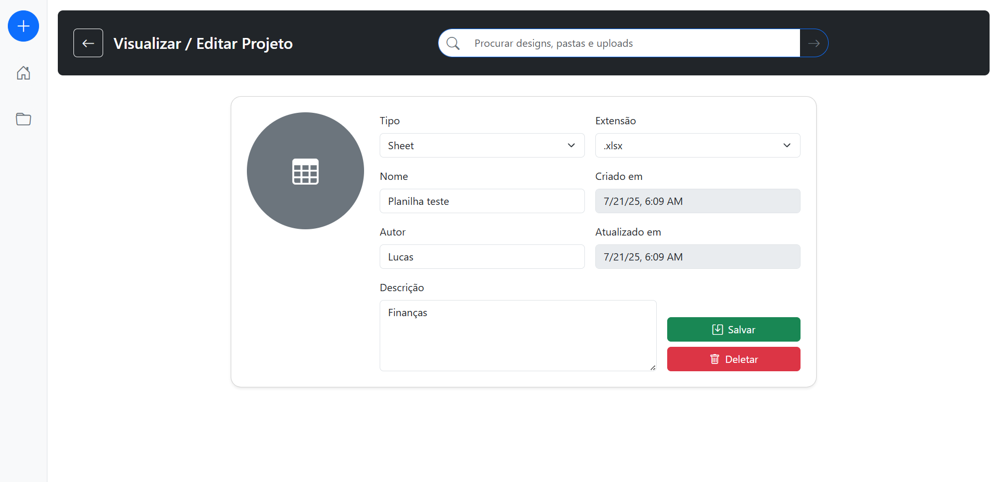 Visualizar / Editar Projeto
Procurar designs, pastas e uploads
Tipo
Extensão
Sheet
.xlsx
Nome
Criado em
Planilha teste
7/21/25, 6:09 AM
Autor
Atualizado em
Lucas
7/21/25, 6:09 AM
Descrição
Finanças
Salvar
Deletar